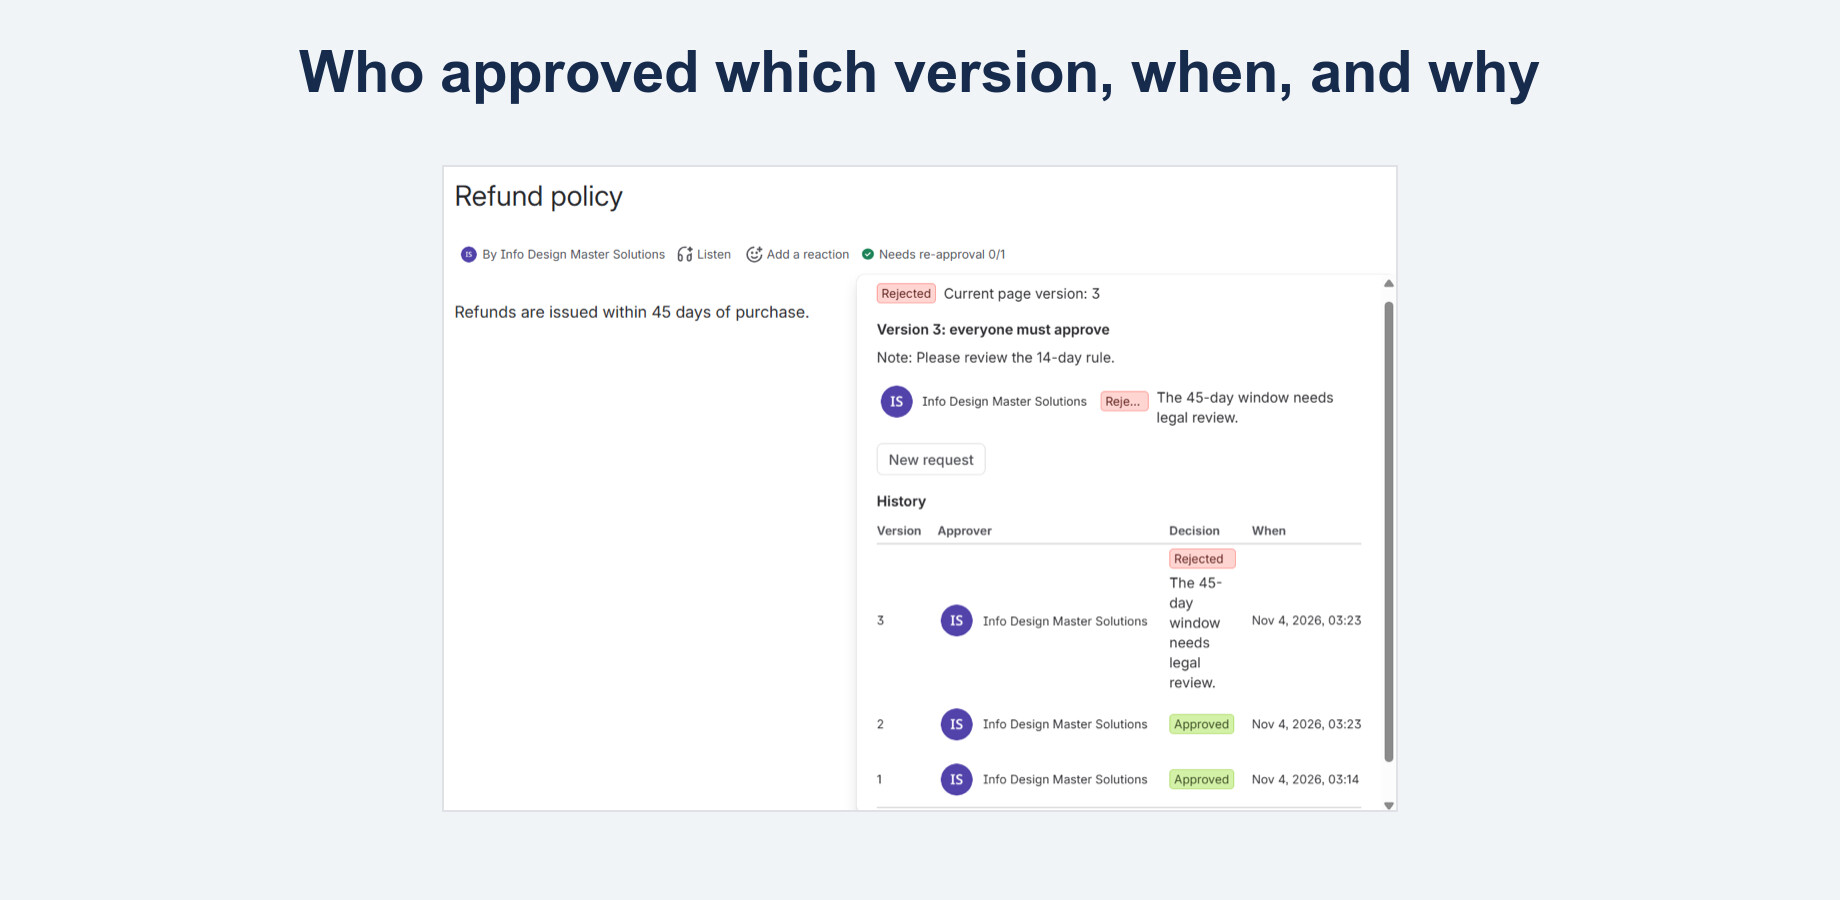 Who approved which version, when, and why
Refund policy
IS By Info Design Master Solutions Listen Add a reaction Needs re-approval 0/1
Refunds are issued within 45 days of purchase.
Rejected Current page version: 3
Version 3: everyone must approve
Note: Please review the 14-day rule.
IS Info Design Master Solutions Reje... The 45-day window needs
legal review.
New request
History
Version Approver Decision When
3 IS Info Design Master Solutions Rejected
The 45-
day
window
needs
legal
review.
Nov 4, 2026, 03:23
2 IS Info Design Master Solutions Approved Nov 4, 2026, 03:23
1 IS Info Design Master Solutions Approved Nov 4, 2026, 03:14